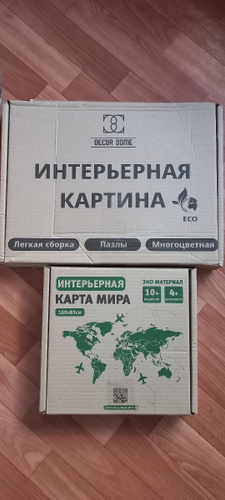 DECOR DOME
ИНТЕРЬЕРНАЯ
КАРТИНА
ECO
Легкая сборка
Пазлы
Многоцветная
ИНТЕРЬЕРНАЯ
КАРТА МИРА
ЭКО МАТЕРИАЛ
10+
4+